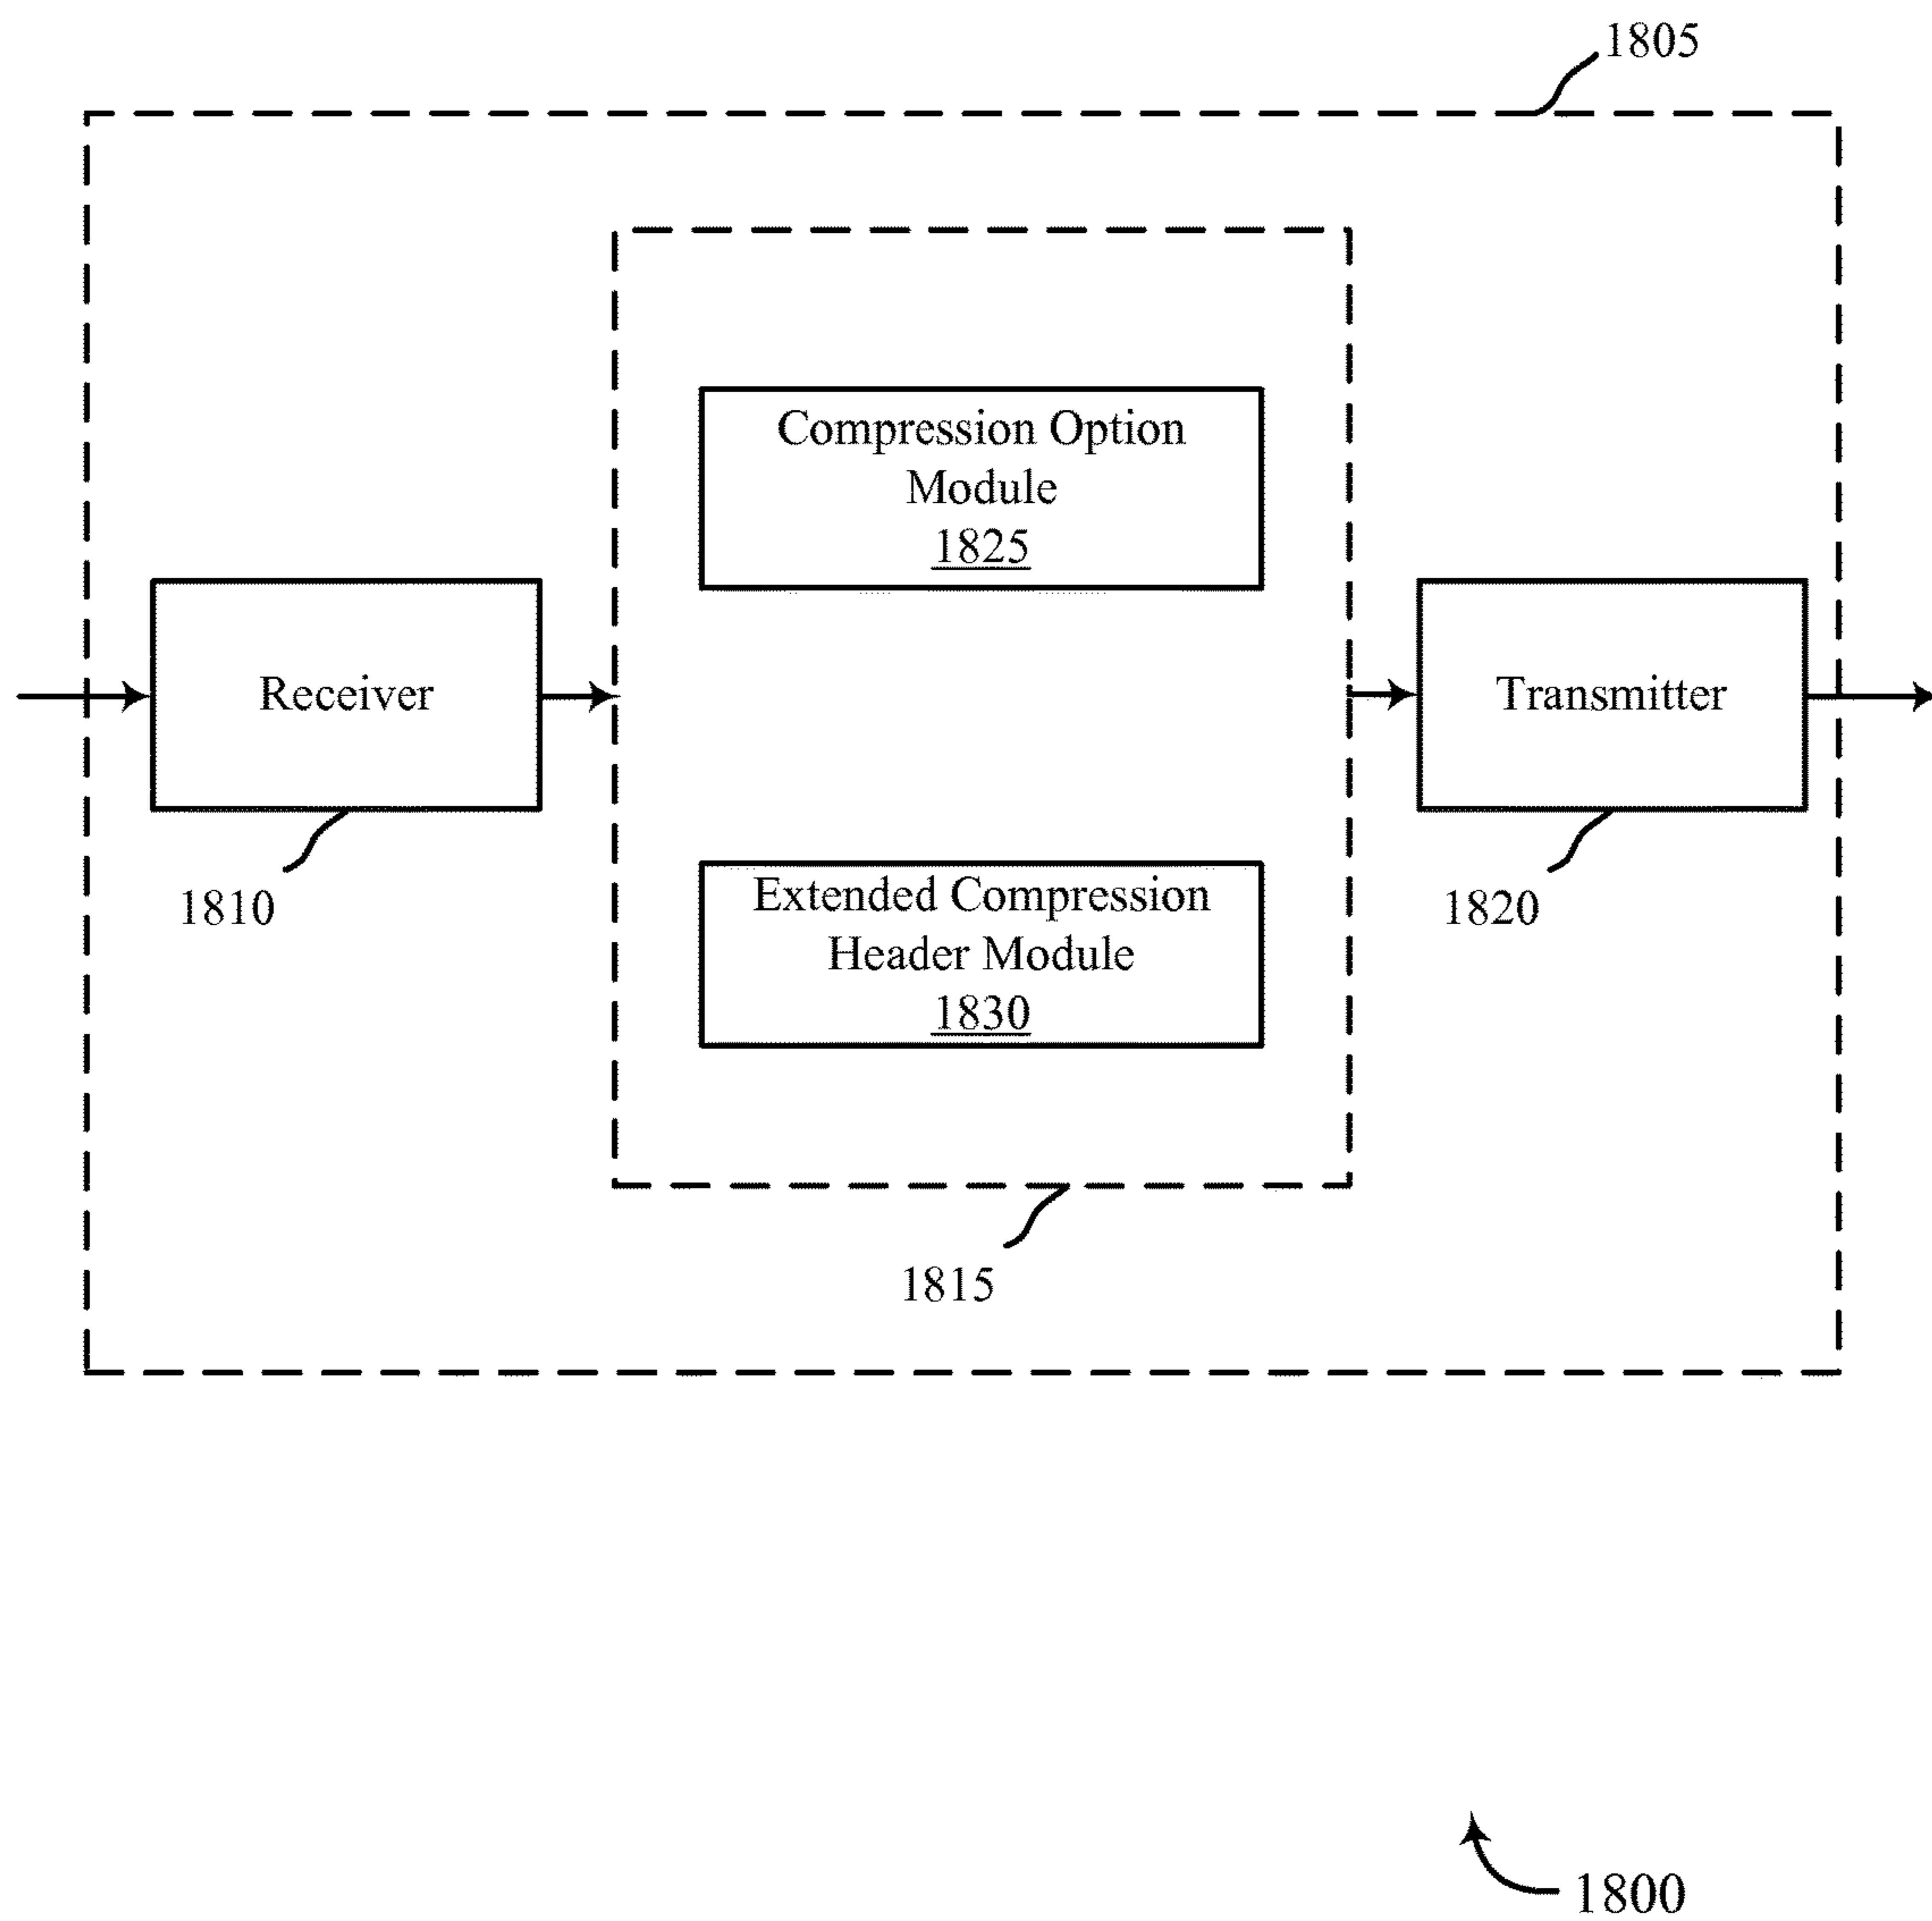 1805
Compression Option
Module
1825
Receiver
Transmitter
1810
1820
Extended Compression
Header Module
1830
1815
1800